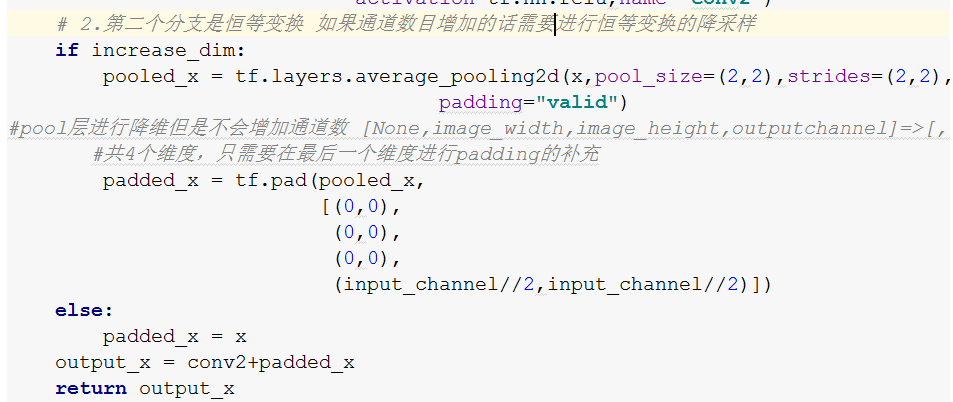 activation=tf.nn.relu,name="conv2")
# 2.第二个分支是恒等变换 如果通道数目增加的话需要进行恒等变换的降采样
if increase_dim:
pooled_x = tf.layers.average_pooling2d(x,pool_size=(2,2),strides=(2,2),
padding="valid")
#pool层进行降维但是不会增加通道数 [None,image_width,image_height,outputchannel]=>[,
#共4个维度，只需要在最后一个维度进行padding的补充
padded_x = tf.pad(pooled_x,
[(0,0),
(0,0),
(0,0),
(input_channel//2,input_channel//2)])
else:
padded_x = x
output_x = conv2+padded_x
return output_x